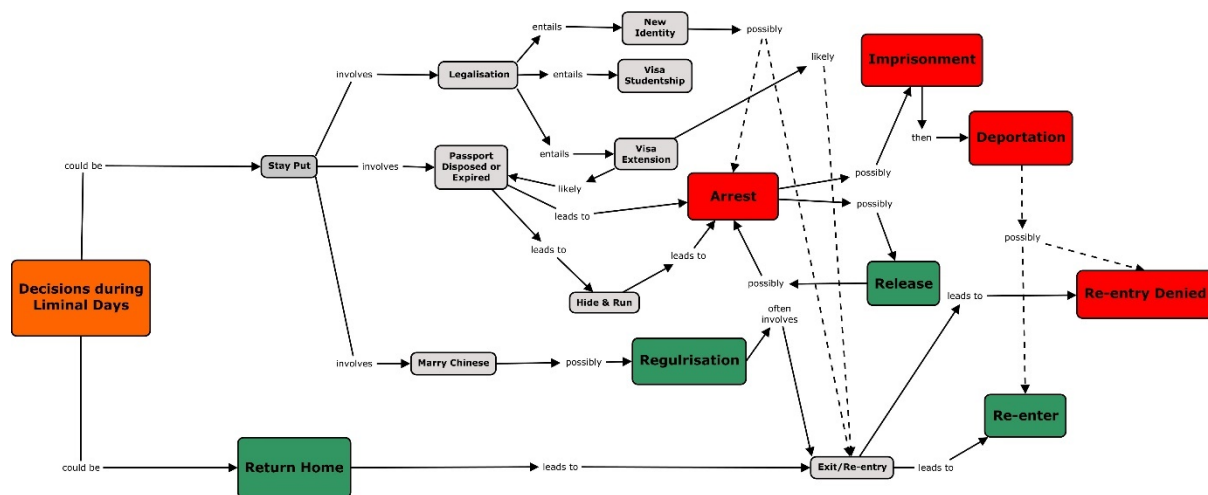 New
Identity
entails
possibly
likely
Imprisonment
involves
Legalisation
entails
Visa
Studentship
then
Deportation
could be
Stay Put
involves
Passport
Disposed or
Expired
entails
Visa
Extension
likely
possibly
Arrest
leads to
possibly
possibly
leads to
leads to
Decisions during
Liminal Days
Hide & Run
possibly
Release
leads to
Re-entry Denied
often
involves
involves
Marry Chinese
possibly
Regulrisation
Re-enter
could be
Return Home
leads to
Exit/Re-entry
leads to